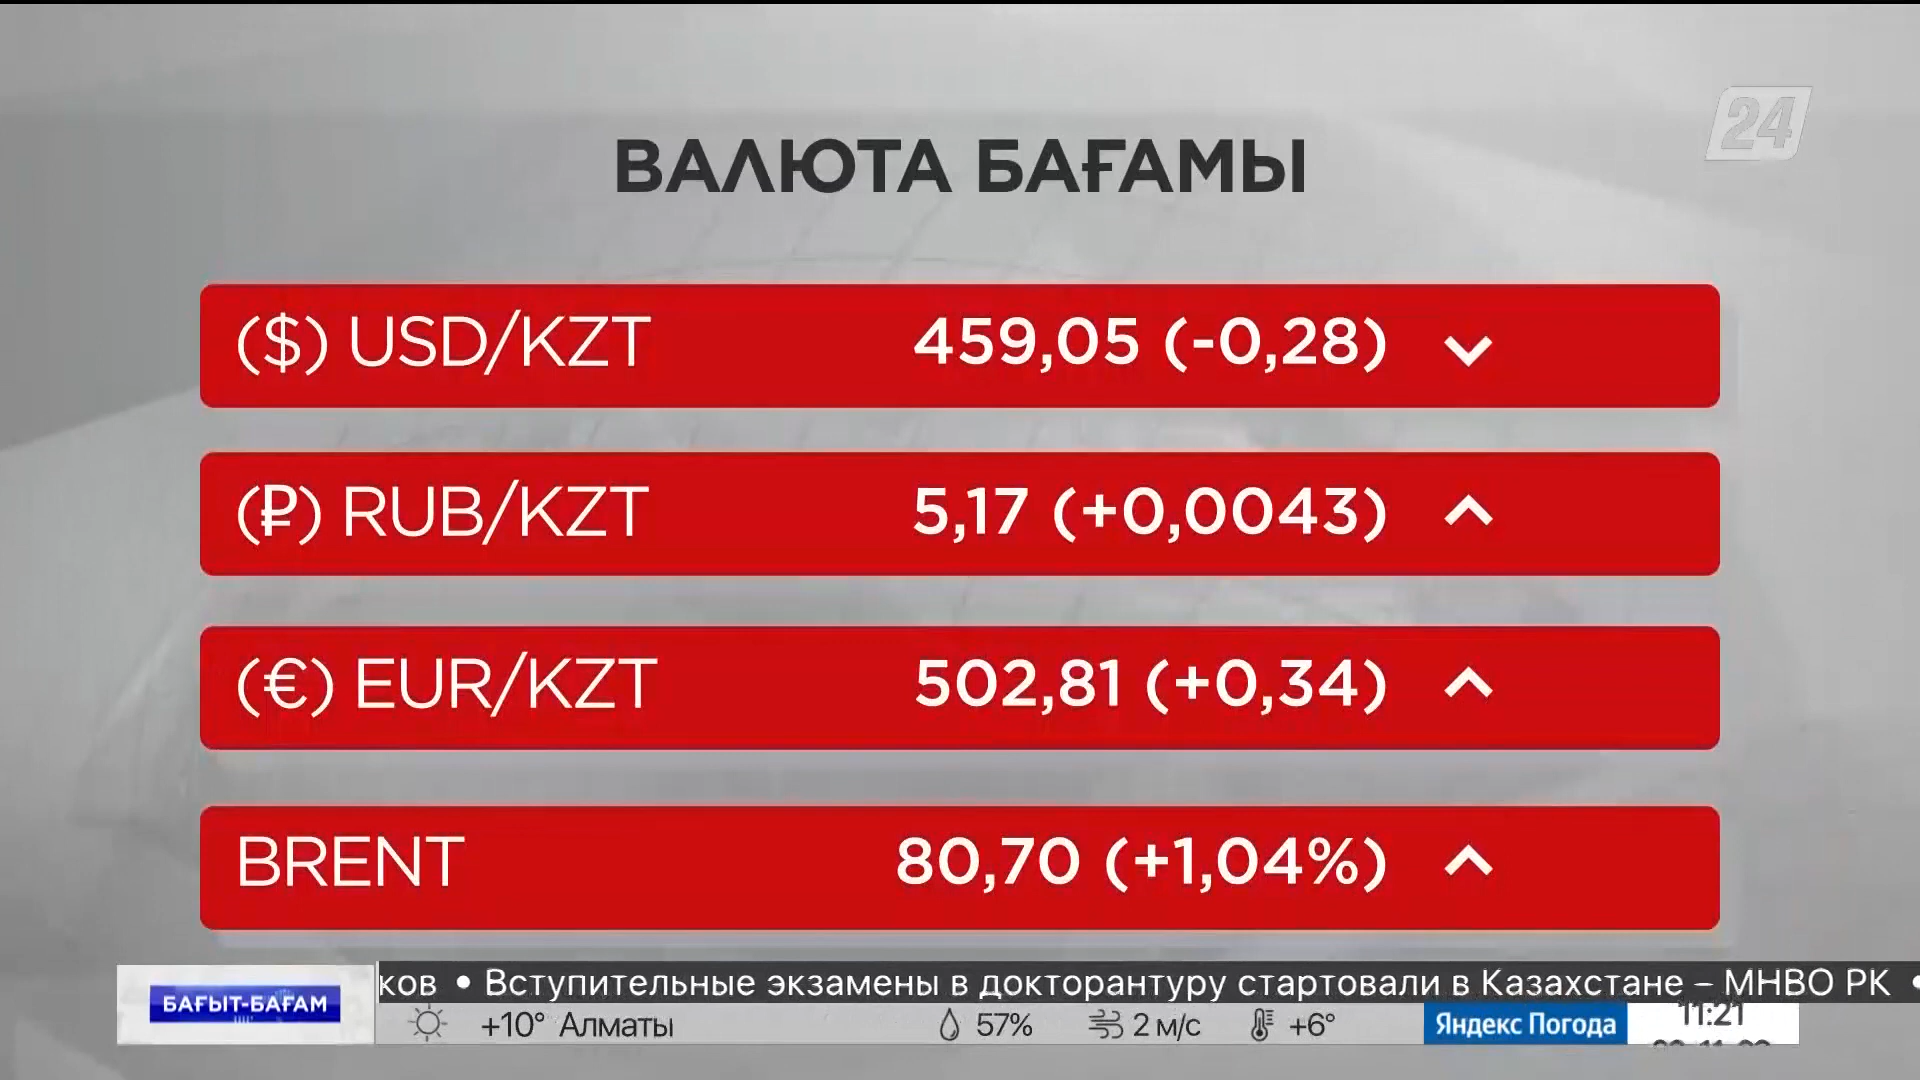 24
ВАЛЮТА БАҒАМЫ
($) USD/KZT 459,05 (-0,28)
(₽) RUB/KZT 5,17 (+0,0043)
(€) EUR/KZT 502,81 (+0,34)
BRENT 80,70 (+1,04%)
БАҒЫТ-БАҒАМ
ков • Вступительные экзамены в докторантуру стартовали в Казахстане – МНВО РК •
+10° Алматы 57% 2 м/с +6° Яндекс Погода 11:21